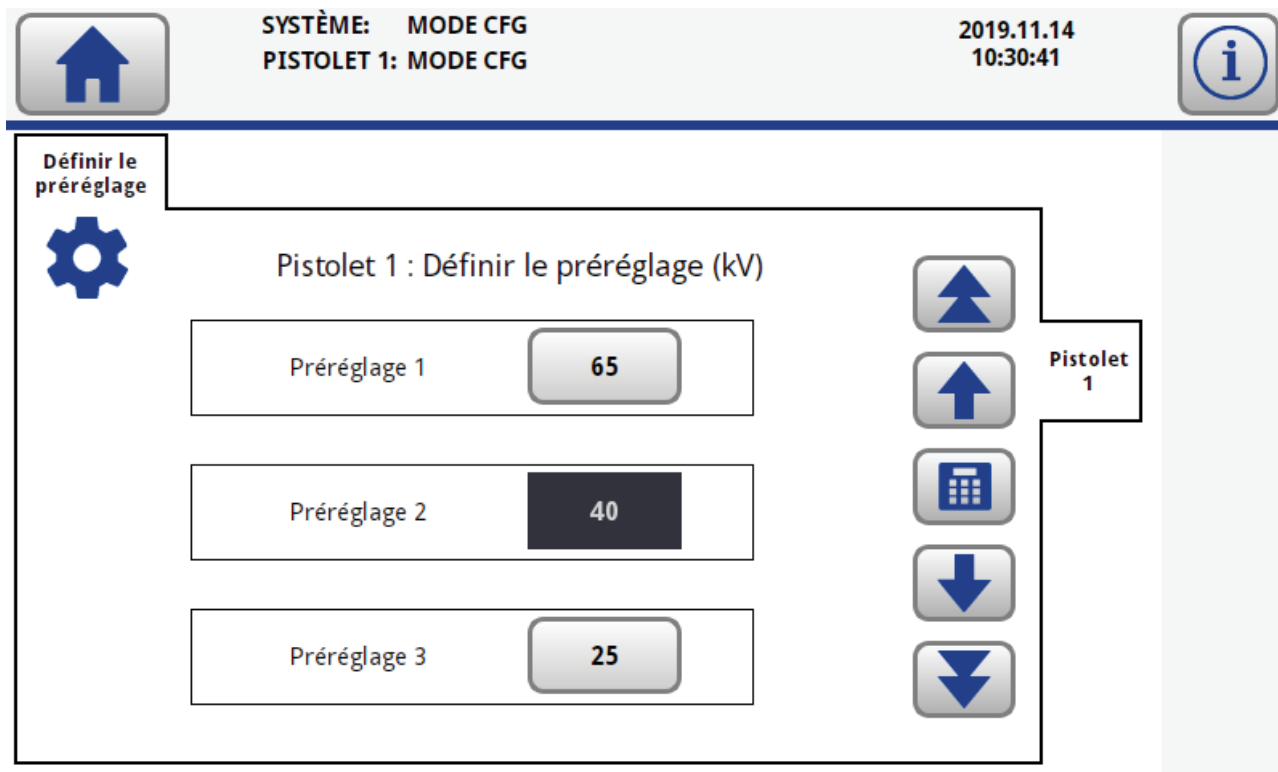 SYSTÈME: MODE CFG
PISTOLET 1: MODE CFG
2019.11.14
10:30:41
i
Définir le
préréglage
Pistolet 1 : Définir le préréglage (kV)
Préréglage 1 65
Pistolet
1
Préréglage 2 40
Préréglage 3 25